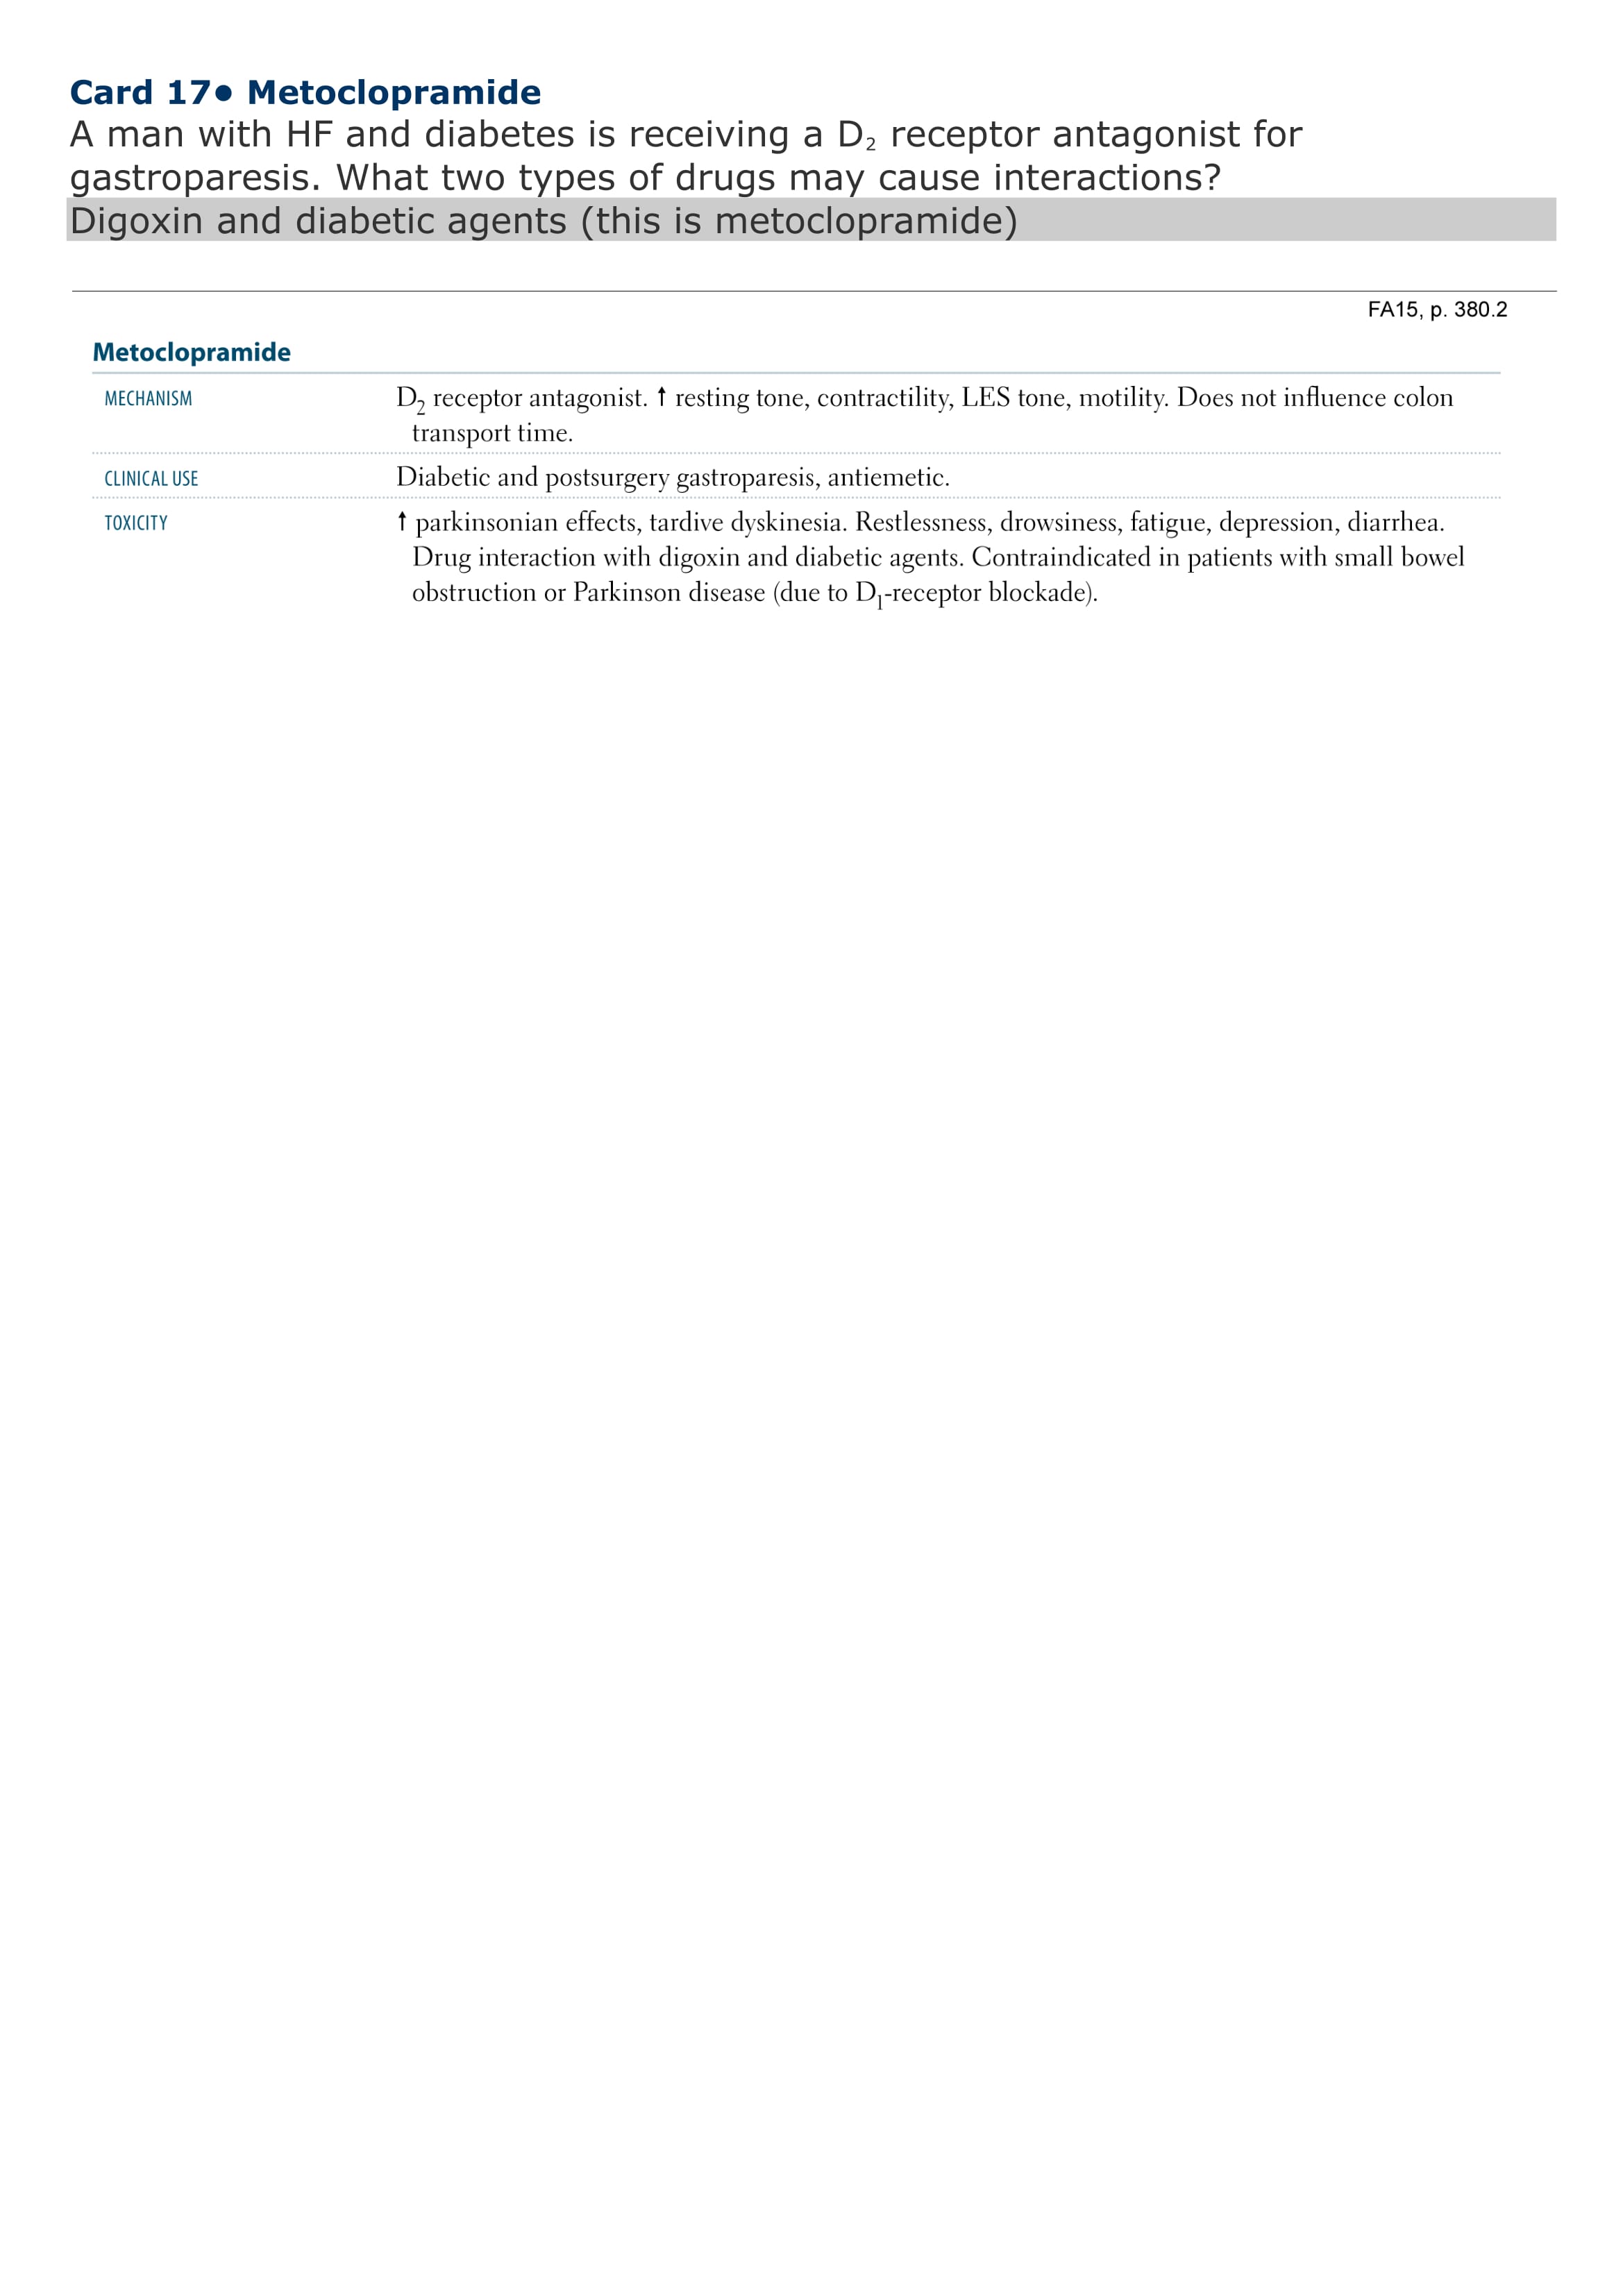 Card 17● Metoclopramide
A man with HF and diabetes is receiving a D₂ receptor antagonist for
gastroparesis. What two types of drugs may cause interactions?
Digoxin and diabetic agents (this is metoclopramide)
FA15, p. 380.2
Metoclopramide
MECHANISM D₂ receptor antagonist. ↑ resting tone, contractility, LES tone, motility. Does not influence colon
transport time.
CLINICAL USE Diabetic and postsurgery gastroparesis, antiemetic.
TOXICITY ↑ parkinsonian effects, tardive dyskinesia. Restlessness, drowsiness, fatigue, depression, diarrhea.
Drug interaction with digoxin and diabetic agents. Contraindicated in patients with small bowel
obstruction or Parkinson disease (due to D₁-receptor blockade).